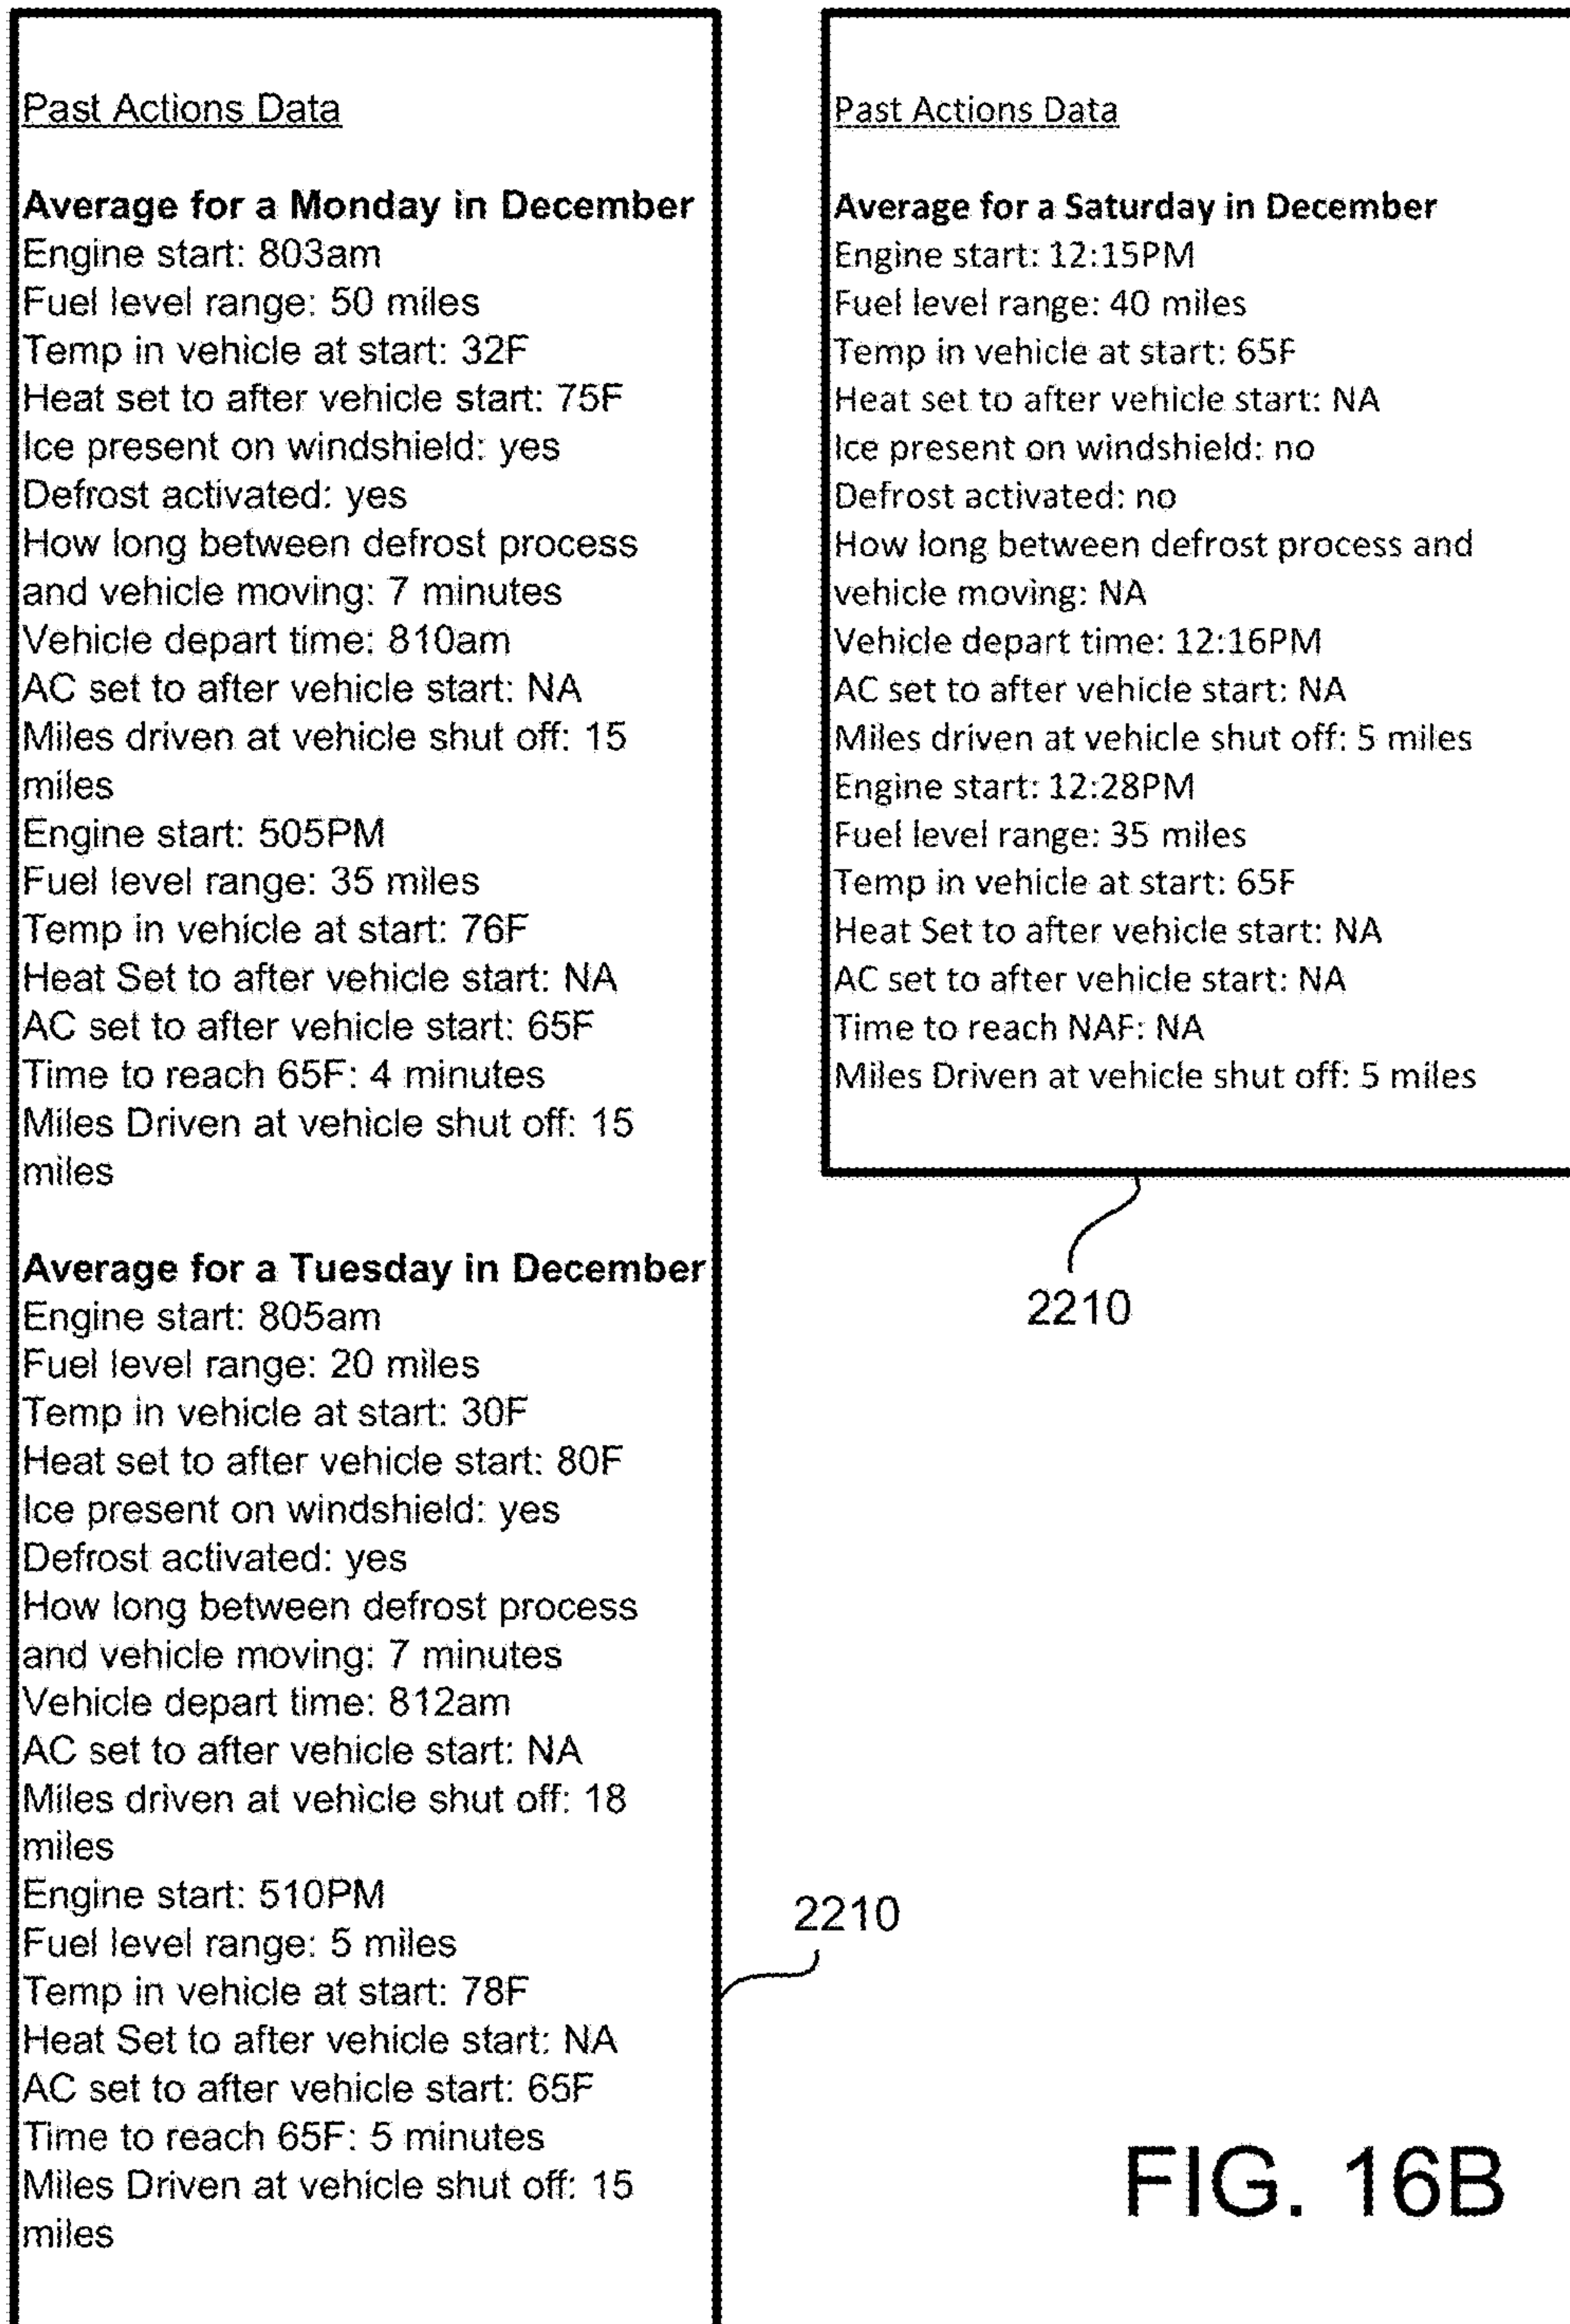 Past Actions Data
Average for a Monday in December
Engine start: 803am
Fuel level range: 50 miles
Temp in vehicle at start: 32F
Heat set to after vehicle start: 75F
Ice present on windshield: yes
Defrost activated: yes
How long between defrost process
and vehicle moving: 7 minutes
Vehicle depart time: 810am
AC set to after vehicle start: NA
Miles driven at vehicle shut off: 15
miles
Engine start: 505PM
Fuel level range: 35 miles
Temp in vehicle at start: 76F
Heat Set to after vehicle start: NA
AC set to after vehicle start: 65F
Time to reach 65F: 4 minutes
Miles Driven at vehicle shut off: 15
miles
Average for a Tuesday in December
Engine start: 805am
Fuel level range: 20 miles
Temp in vehicle at start: 30F
Heat set to after vehicle start: 80F
Ice present on windshield: yes
Defrost activated: yes
How long between defrost process
and vehicle moving: 7 minutes
Vehicle depart time: 812am
AC set to after vehicle start: NA
Miles driven at vehicle shut off: 18
miles
Engine start: 510PM
Fuel level range: 5 miles
Temp in vehicle at start: 78F
Heat Set to after vehicle start: NA
AC set to after vehicle start: 65F
Time to reach 65F: 5 minutes
Miles Driven at vehicle shut off: 15
miles
2210
Past Actions Data
Average for a Saturday in December
Engine start: 12:15PM
Fuel level range: 40 miles
Temp in vehicle at start: 65F
Heat set to after vehicle start: NA
Ice present on windshield: no
Defrost activated: no
How long between defrost process and
vehicle moving: NA
Vehicle depart time: 12:16PM
AC set to after vehicle start: NA
Miles driven at vehicle shut off: 5 miles
Engine start: 12:28PM
Fuel level range: 35 miles
Temp in vehicle at start: 65F
Heat Set to after vehicle start: NA
AC set to after vehicle start: NA
Time to reach NAF: NA
Miles Driven at vehicle shut off: 5 miles
2210
FIG. 16B